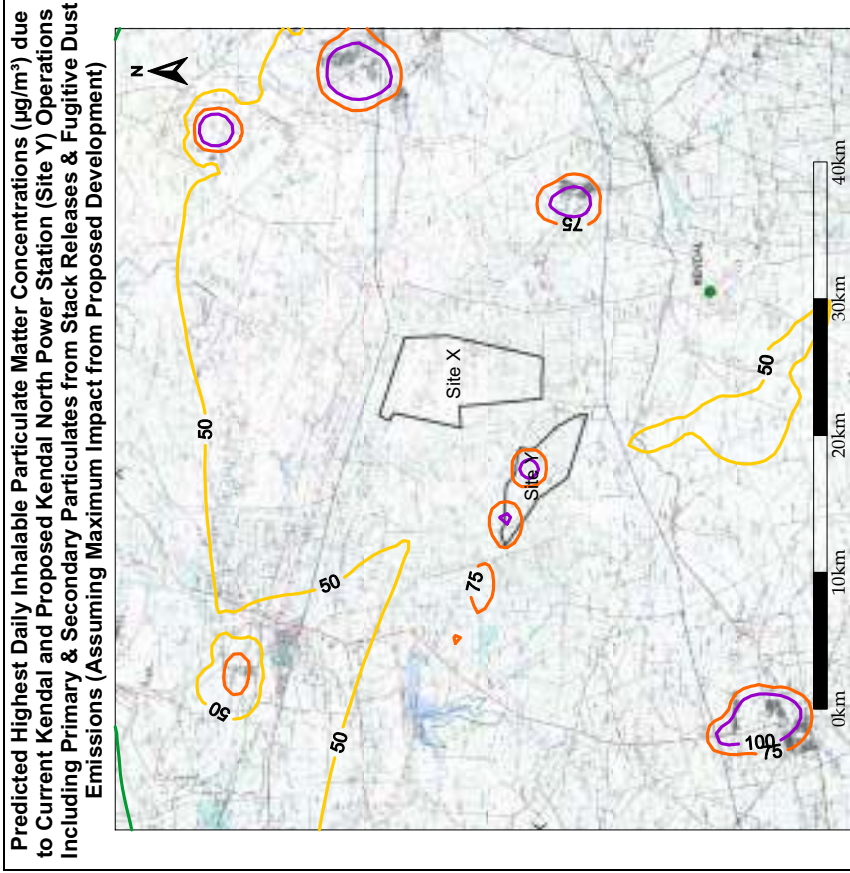 Predicted Highest Daily Inhalable Particulate Matter Concentrations (µg/m³) due
to Current Kendal and Proposed Kendal North Power Station (Site Y) Operations
Including Primary & Secondary Particulates from Stack Releases & Fugitive Dust
Emissions (Assuming Maximum Impact from Proposed Development)
N
50
50
50
50
75
Site X
Site Y
75
KENDAL
50
100
75
0km
10km
20km
30km
40km